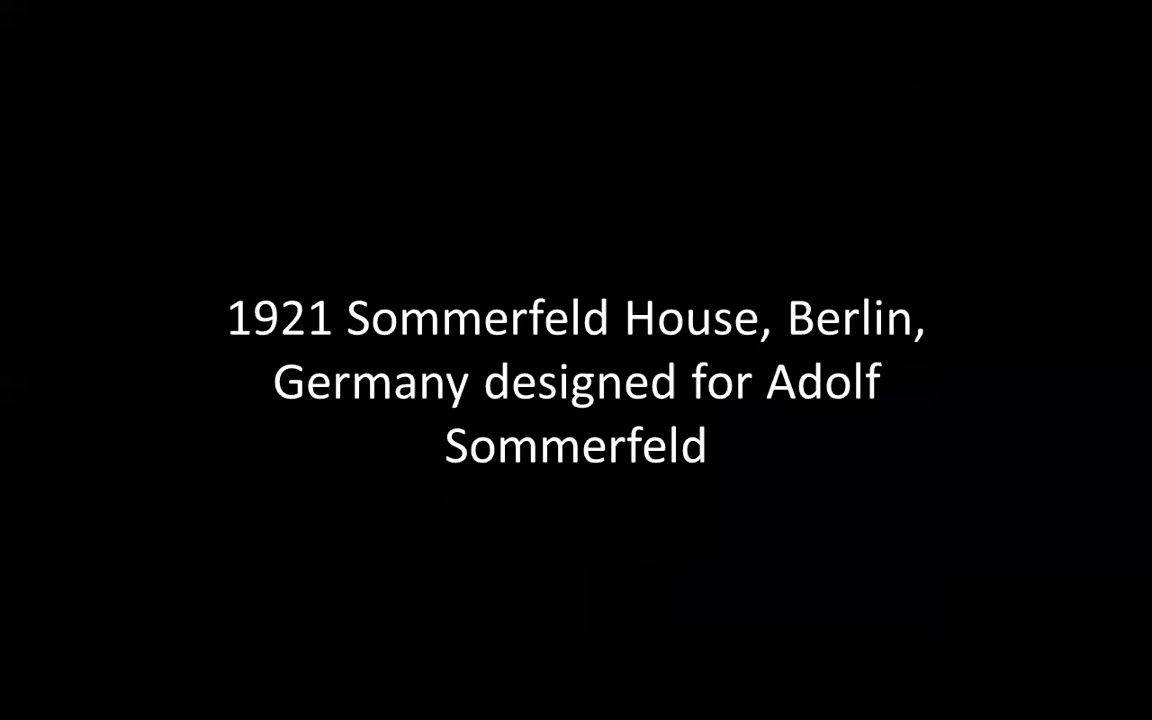 1921 Sommerfeld House, Berlin,
Germany designed for Adolf
Sommerfeld